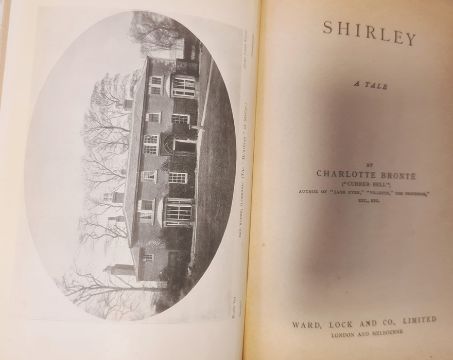 SHIRLEY
A TALE
BY
CHARLOTTE BRONTË
("CURRER BELL"),
AUTHOR OF "JANE EYRE," "VILLETTE," "THE PROFESSOR,"
ETC., ETC.
WARD, LOCK AND CO., LIMITED
LONDON AND MELBOURNE